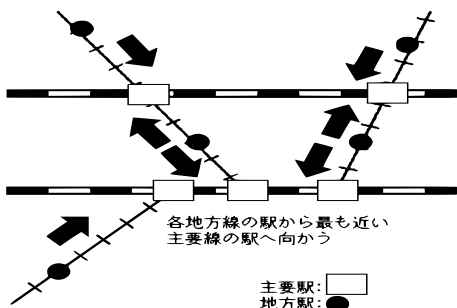 各地方線の駅から最も近い
主要線の駅へ向かう
主要駅:
地方駅: